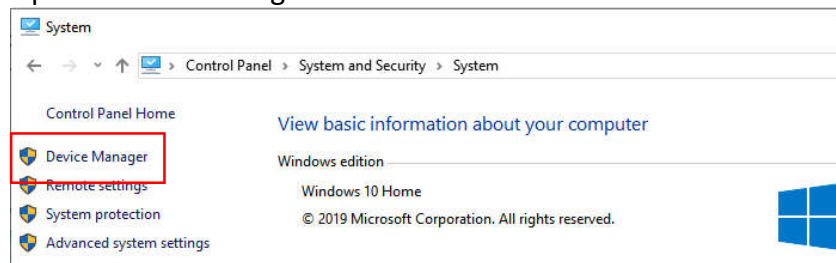 System
Control Panel > System and Security > System
Control Panel Home
View basic information about your computer
Device Manager
Windows edition
Remote settings
Windows 10 Home
System protection
© 2019 Microsoft Corporation. All rights reserved.
Advanced system settings